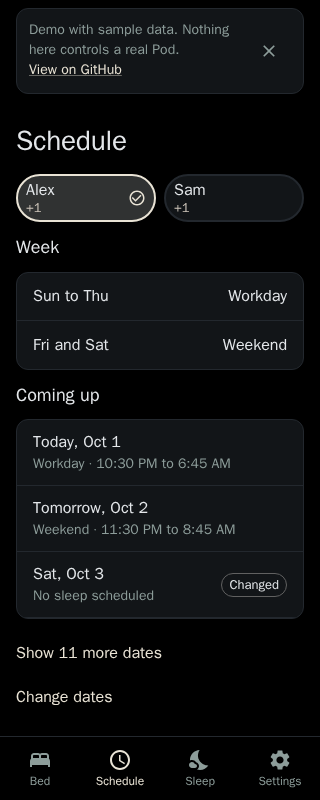 Demo with sample data. Nothing
here controls a real Pod.
View on GitHub
Schedule
Alex
+1
Sam
+1
Week
Sun to Thu
Workday
Fri and Sat
Weekend
Coming up
Today, Oct 1
Workday · 10:30 PM to 6:45 AM
Tomorrow, Oct 2
Weekend · 11:30 PM to 8:45 AM
Sat, Oct 3
No sleep scheduled
Changed
Show 11 more dates
Change dates
Bed
Schedule
Sleep
Settings